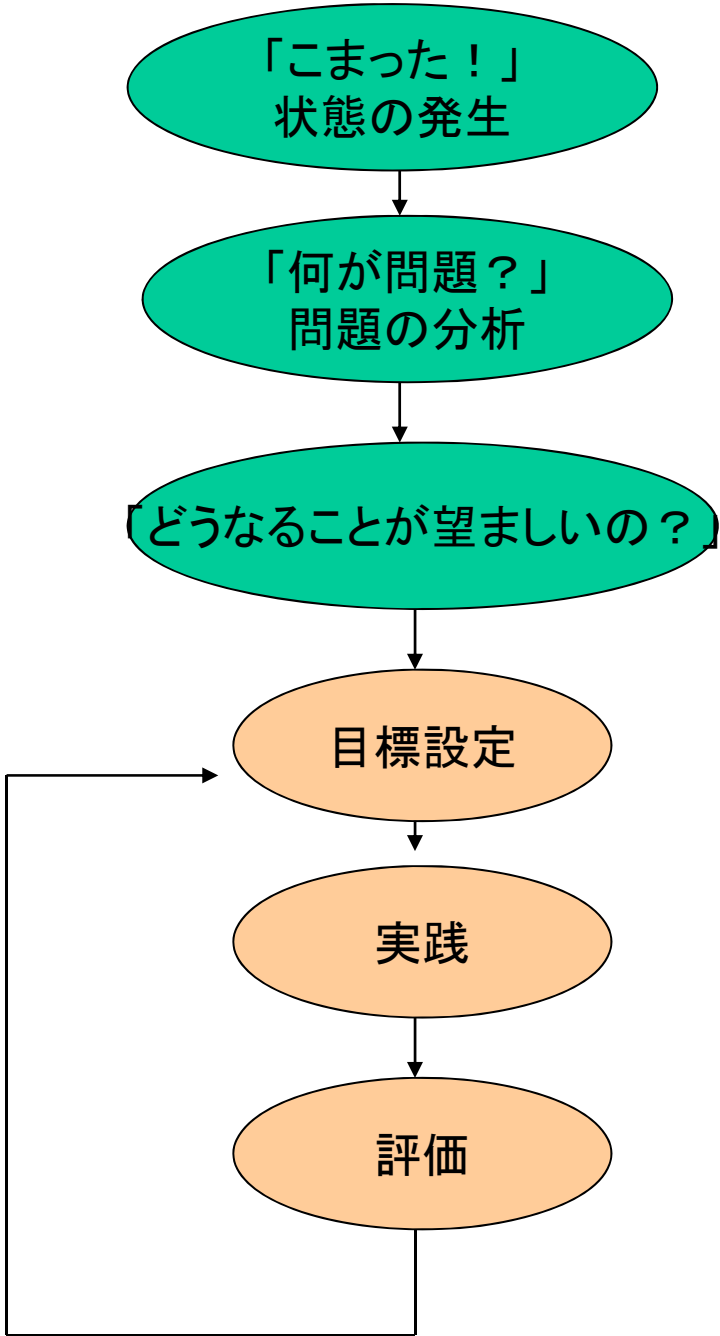 「こまった！」
状態の発生
「何が問題？」
問題の分析
「どうなることが望ましいの？」
目標設定
実践
評価